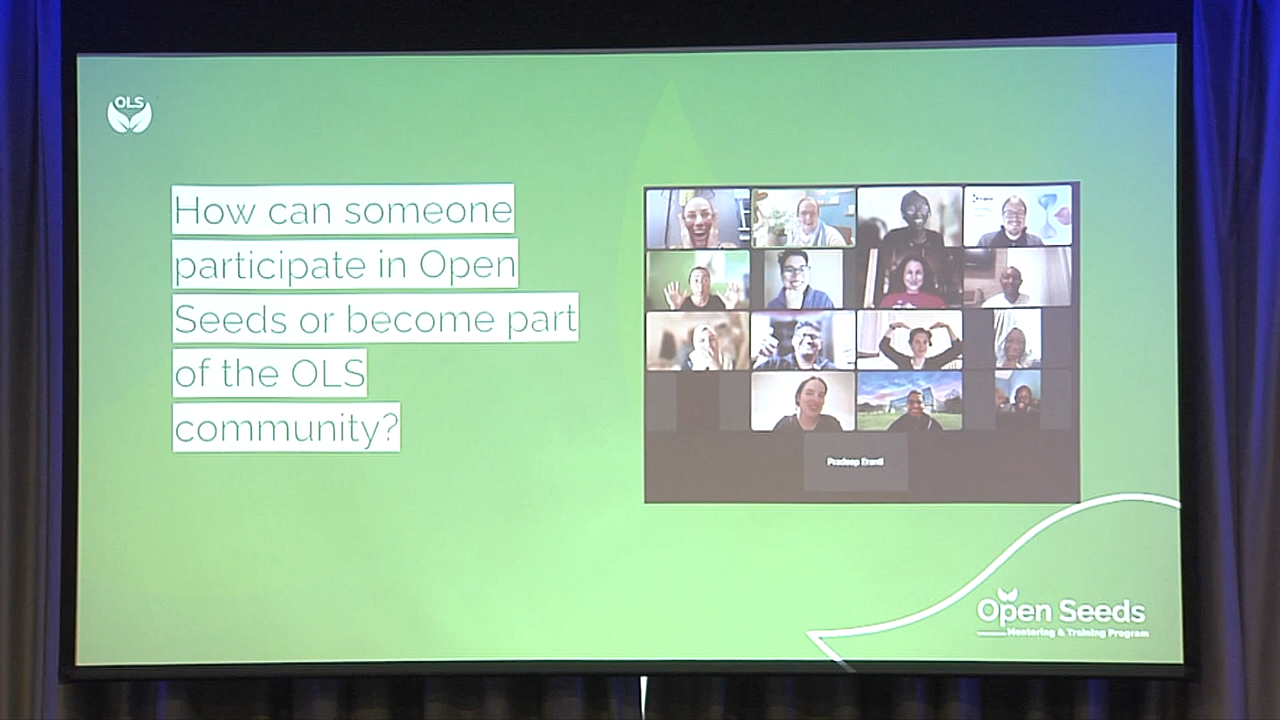 OLS
How can someone
participate in Open
Seeds or become part
of the OLS
community?
Pradeep Eranti
Open Seeds
Mentoring & Training Program